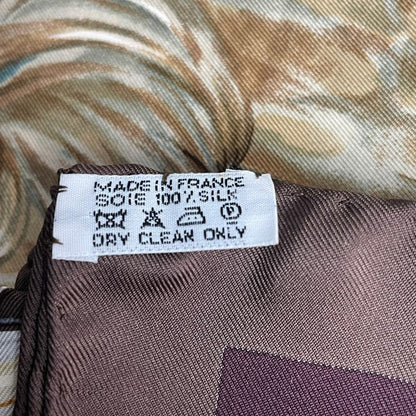 MADE IN FRANCE
SOIE 100% SILK
P
DRY CLEAN ONLY